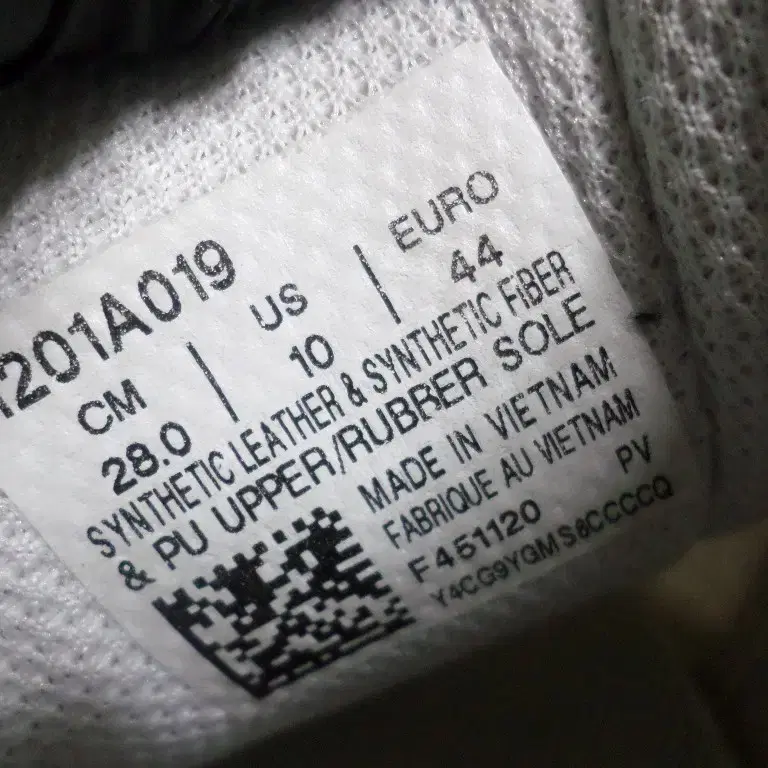 1201A019
CM | US | EURO
28.0 10 44
SYNTHETIC LEATHER & SYNTHETIC FIBER
& PU UPPER/RUBBER SOLE
MADE IN VIETNAM
FABRIQUE AU VIETNAM
PV
F451120
Y4CG9YGMS8CCCCQ